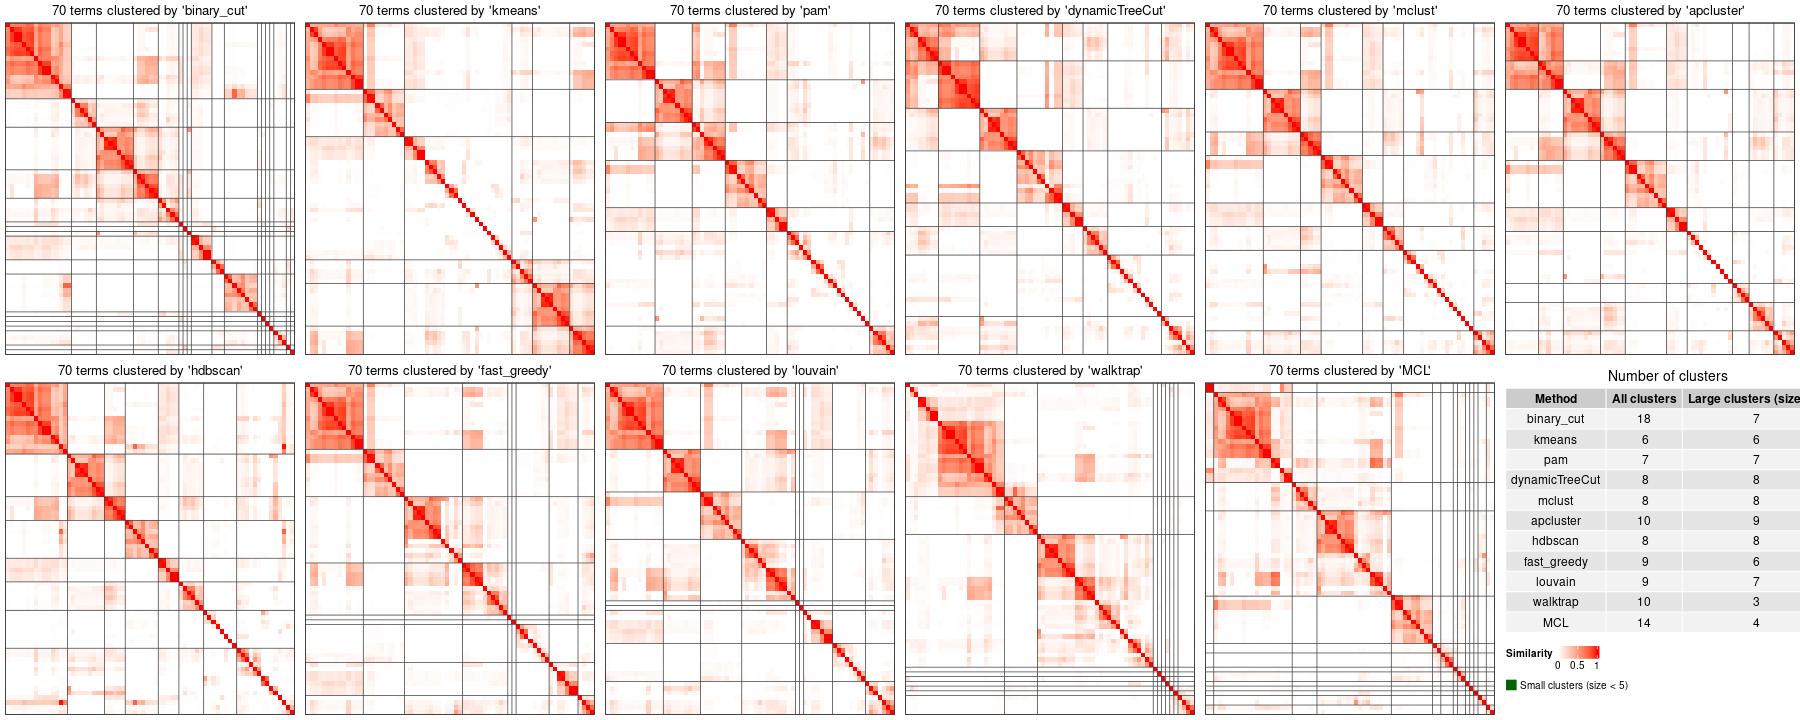 70 terms clustered by 'binary_cut'
70 terms clustered by 'kmeans'
70 terms clustered by 'pam'
70 terms clustered by 'dynamicTreeCut'
70 terms clustered by 'mclust'
70 terms clustered by 'apcluster'
70 terms clustered by 'hdbscan'
70 terms clustered by 'fast_greedy'
70 terms clustered by 'louvain'
70 terms clustered by 'walktrap'
70 terms clustered by 'MCL'
Number of clusters
Method All clusters Large clusters (size
binary_cut 18 7
kmeans 6 6
pam 7 7
dynamicTreeCut 8 8
mclust 8 8
apcluster 10 9
hdbscan 8 8
fast_greedy 9 6
louvain 9 7
walktrap 10 3
MCL 14 4
Similarity
0 0.5 1
Small clusters (size < 5)